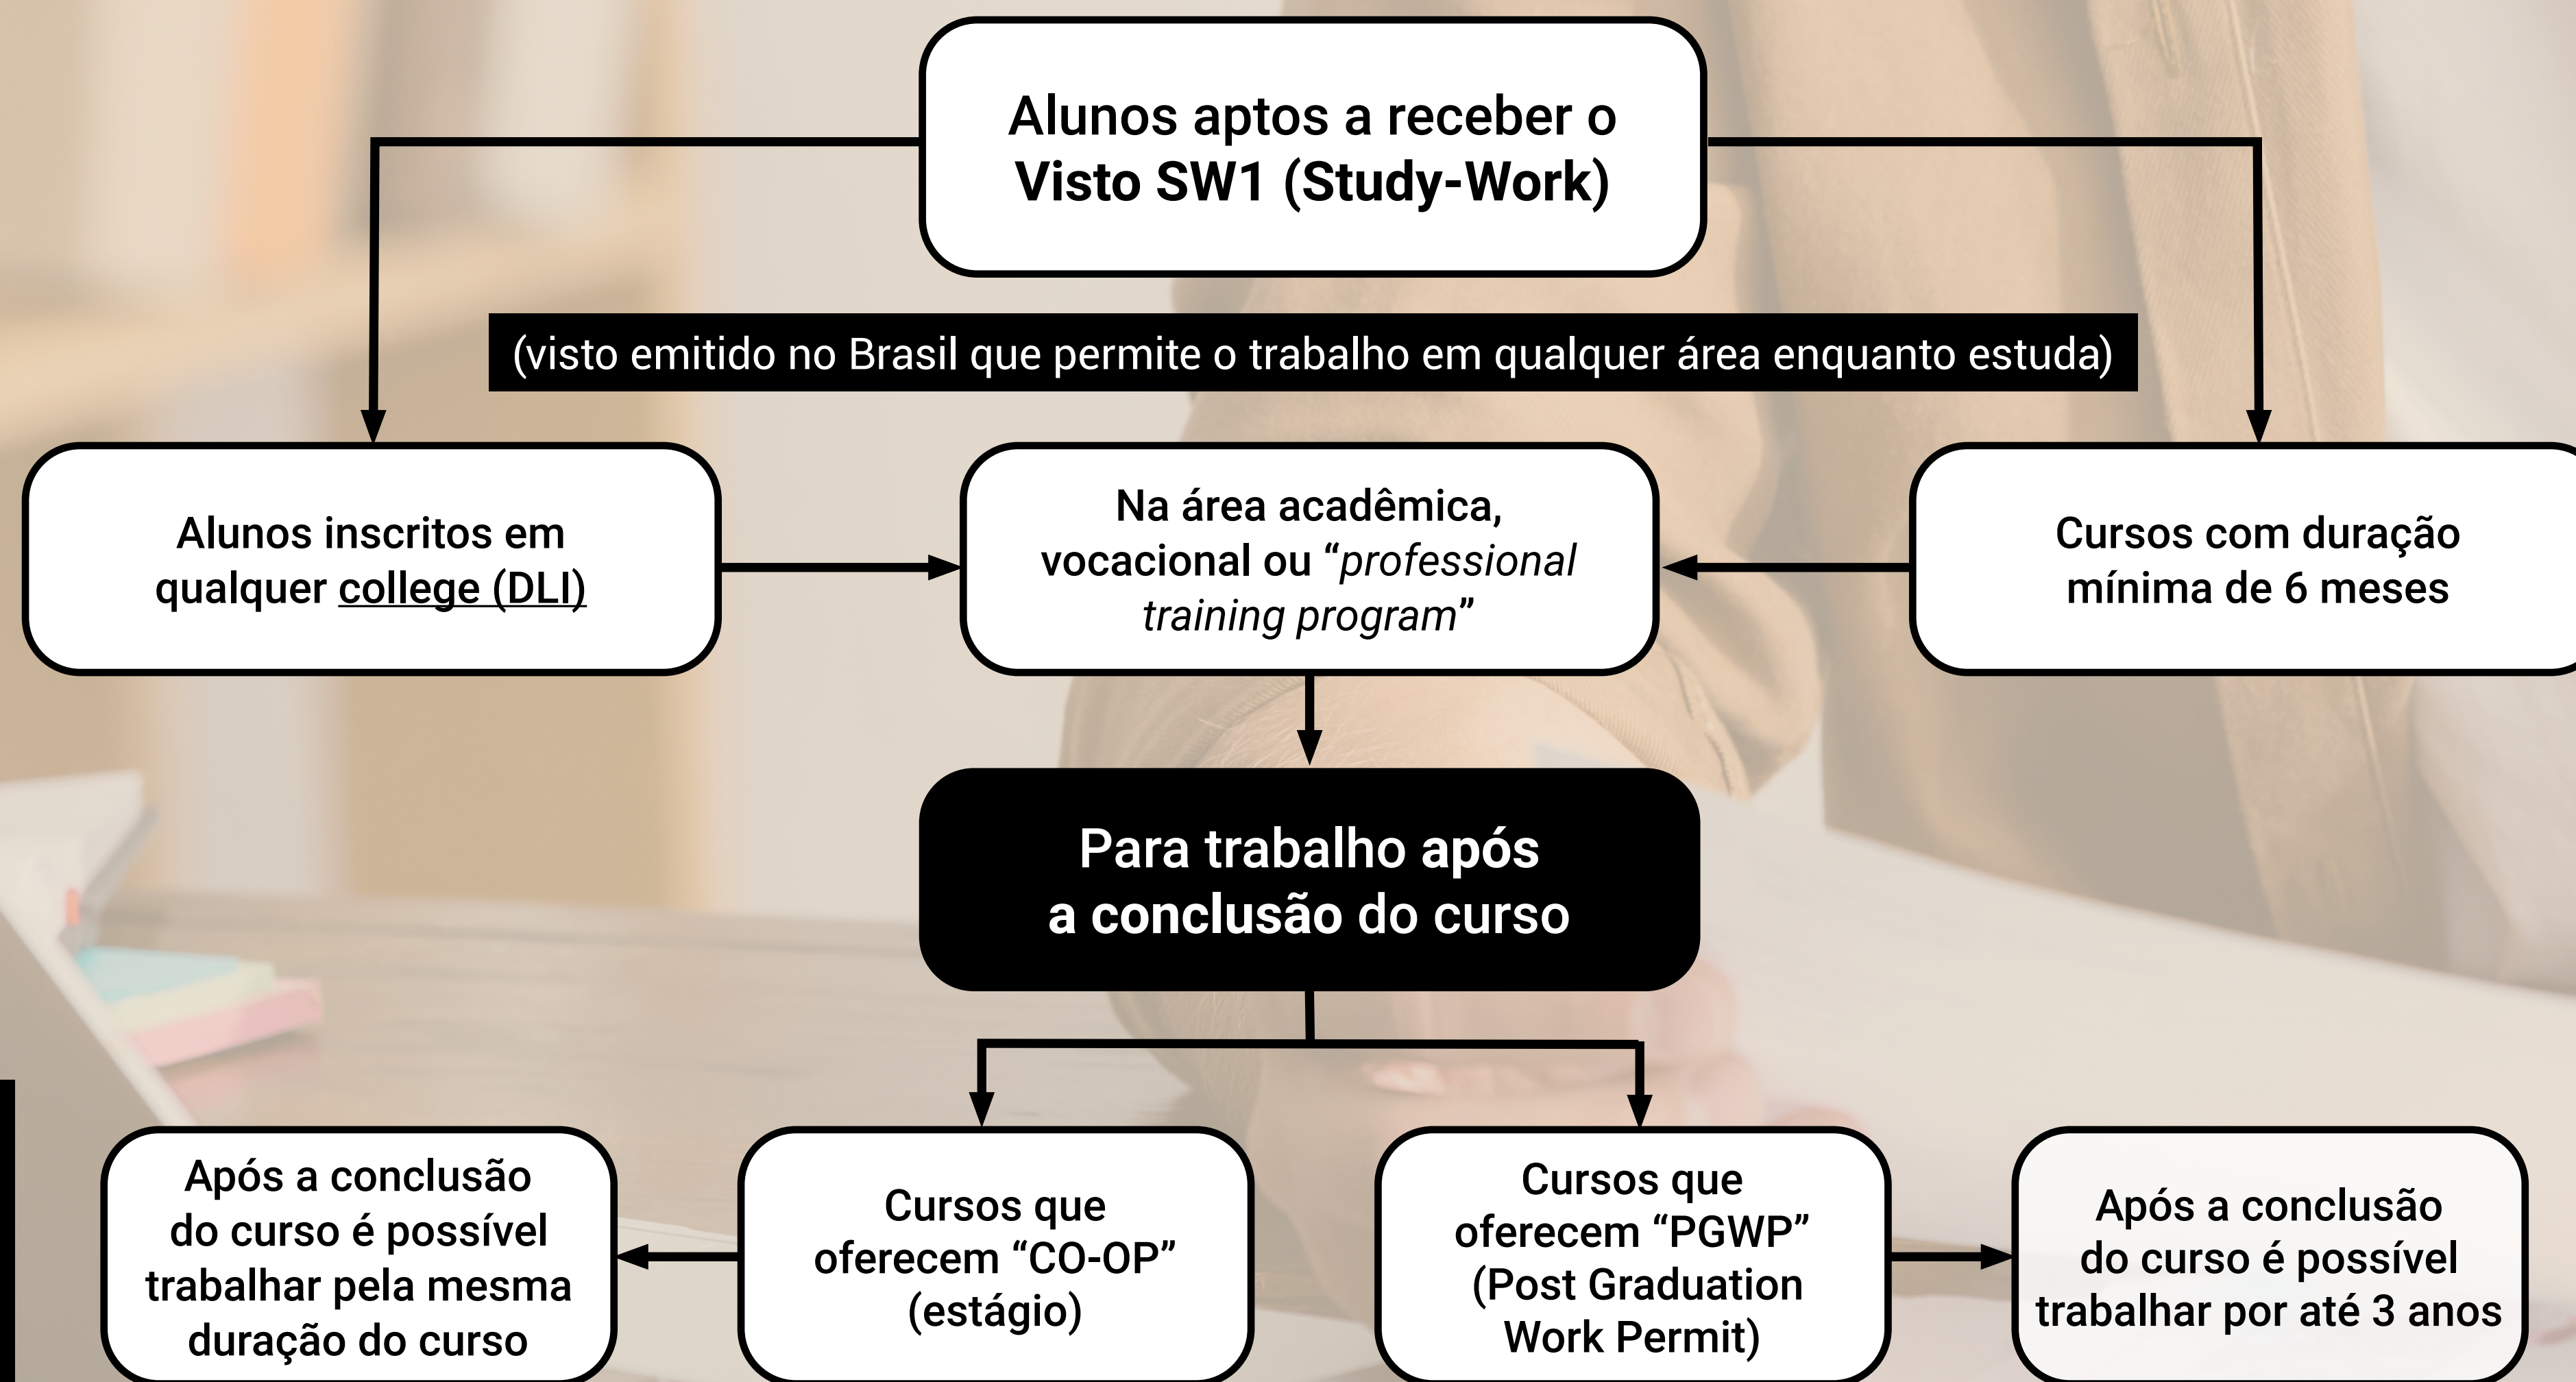 Alunos aptos a receber o
Visto SW1 (Study-Work)
(visto emitido no Brasil que permite o trabalho em qualquer área enquanto estuda)
Alunos inscritos em
qualquer college (DLI)
Na área acadêmica,
vocacional ou “professional
training program”
Cursos com duração
mínima de 6 meses
Para trabalho após
a conclusão do curso
Após a conclusão
do curso é possível
trabalhar pela mesma
duração do curso
Cursos que
oferecem “CO-OP”
(estágio)
Cursos que
oferecem “PGWP”
(Post Graduation
Work Permit)
Após a conclusão
do curso é possível
trabalhar por até 3 anos